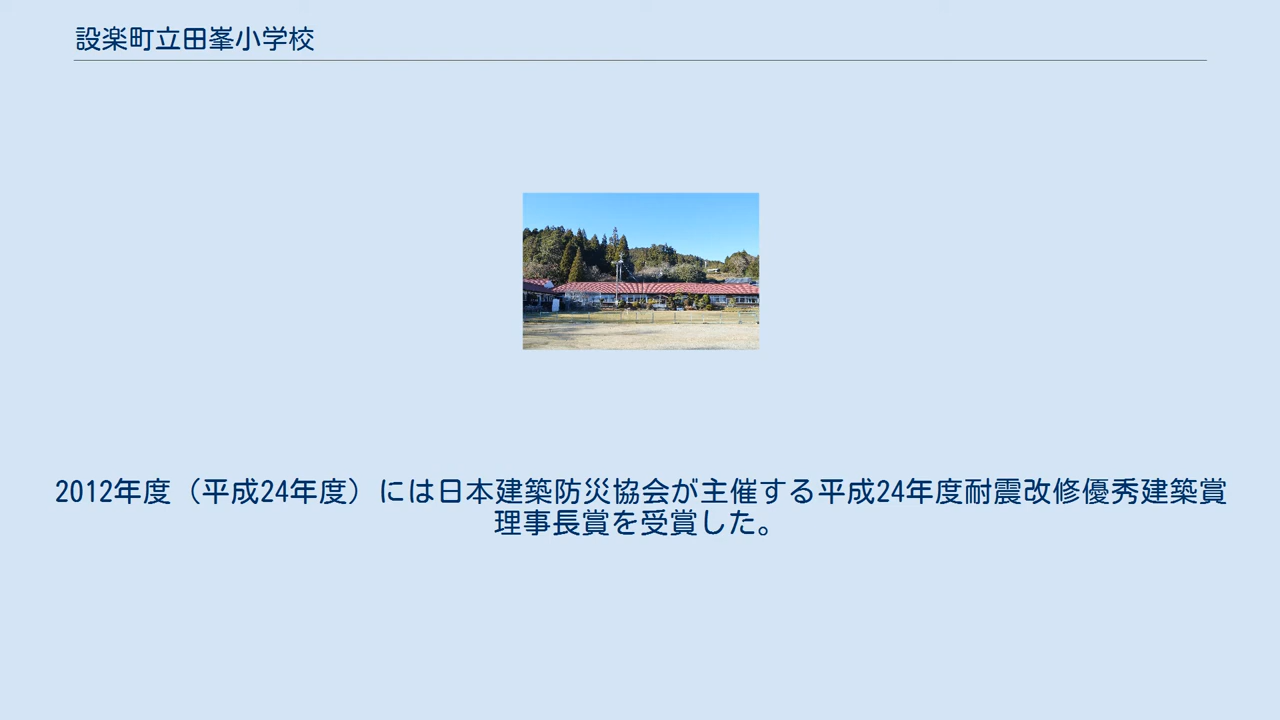 設楽町立田峯小学校
2012年度（平成24年度）には日本建築防災協会が主催する平成24年度耐震改修優秀建築賞
理事長賞を受賞した。